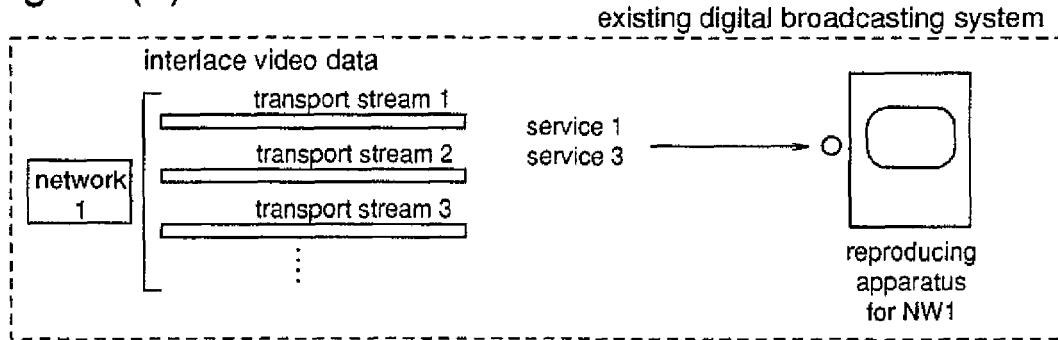 existing digital broadcasting system
interlace video data
transport stream 1
transport stream 2
transport stream 3
network
1
service 1
service 3
reproducing
apparatus
for NW1